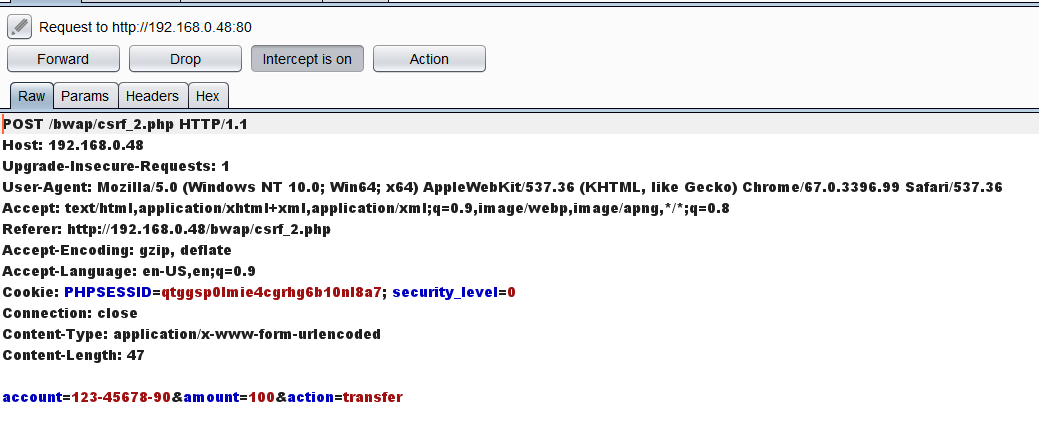 Request to http://192.168.0.48:80
Forward Drop Intercept is on Action
Raw Params Headers Hex
POST /bwap/csrf_2.php HTTP/1.1
Host: 192.168.0.48
Upgrade-Insecure-Requests: 1
User-Agent: Mozilla/5.0 (Windows NT 10.0; Win64; x64) AppleWebKit/537.36 (KHTML, like Gecko) Chrome/67.0.3396.99 Safari/537.36
Accept: text/html,application/xhtml+xml,application/xml;q=0.9,image/webp,image/apng,*/*;q=0.8
Referer: http://192.168.0.48/bwap/csrf_2.php
Accept-Encoding: gzip, deflate
Accept-Language: en-US,en;q=0.9
Cookie: PHPSESSID=qtggsp0lmie4cgrhg6b10nl8a7; security_level=0
Connection: close
Content-Type: application/x-www-form-urlencoded
Content-Length: 47
account=123-45678-90&amount=100&action=transfer